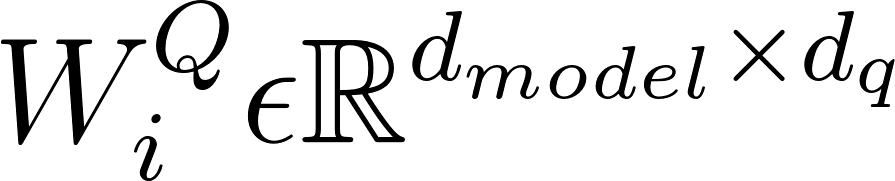 W_i^Q ϵ ℝ^{d_{model} × d_q}